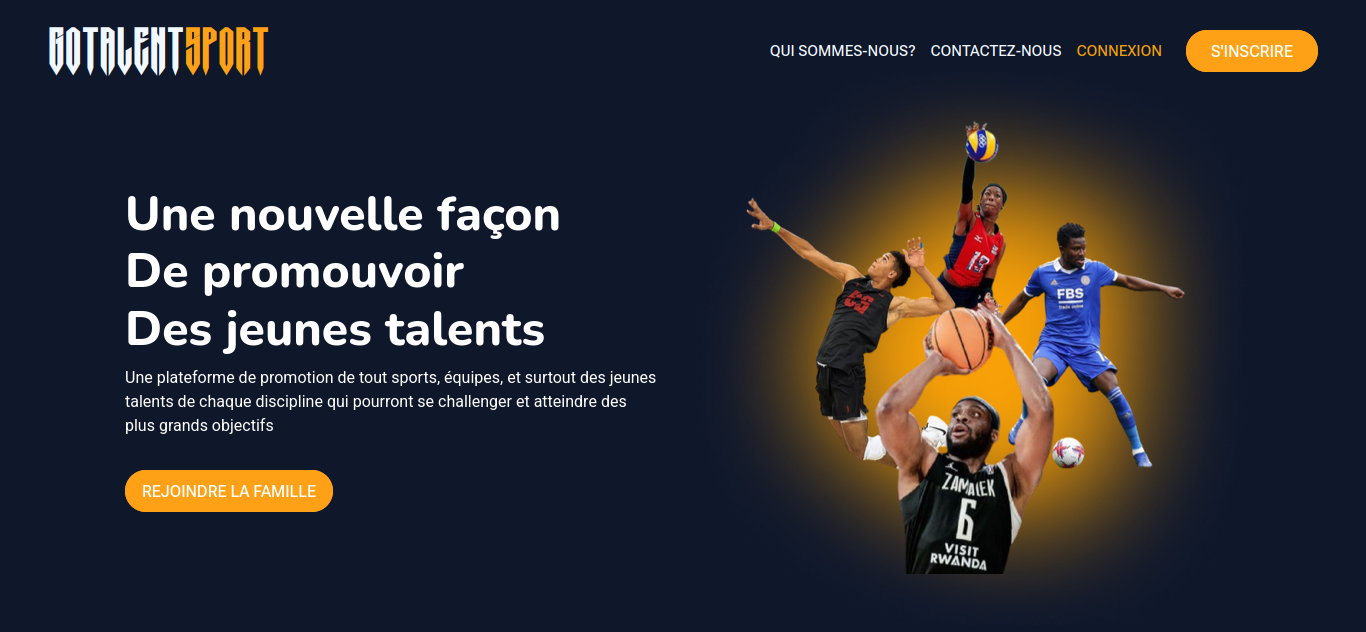 GOTALENTSPORT
QUI SOMMES-NOUS? CONTACTEZ-NOUS CONNEXION S'INSCRIRE
Une nouvelle façon
De promouvoir
Des jeunes talents
Une plateforme de promotion de tout sports, équipes, et surtout des jeunes
talents de chaque discipline qui pourront se challenger et atteindre des
plus grands objectifs
REJOINDRE LA FAMILLE
13
FBS
ZAMALEK
6
VISIT
RWANDA